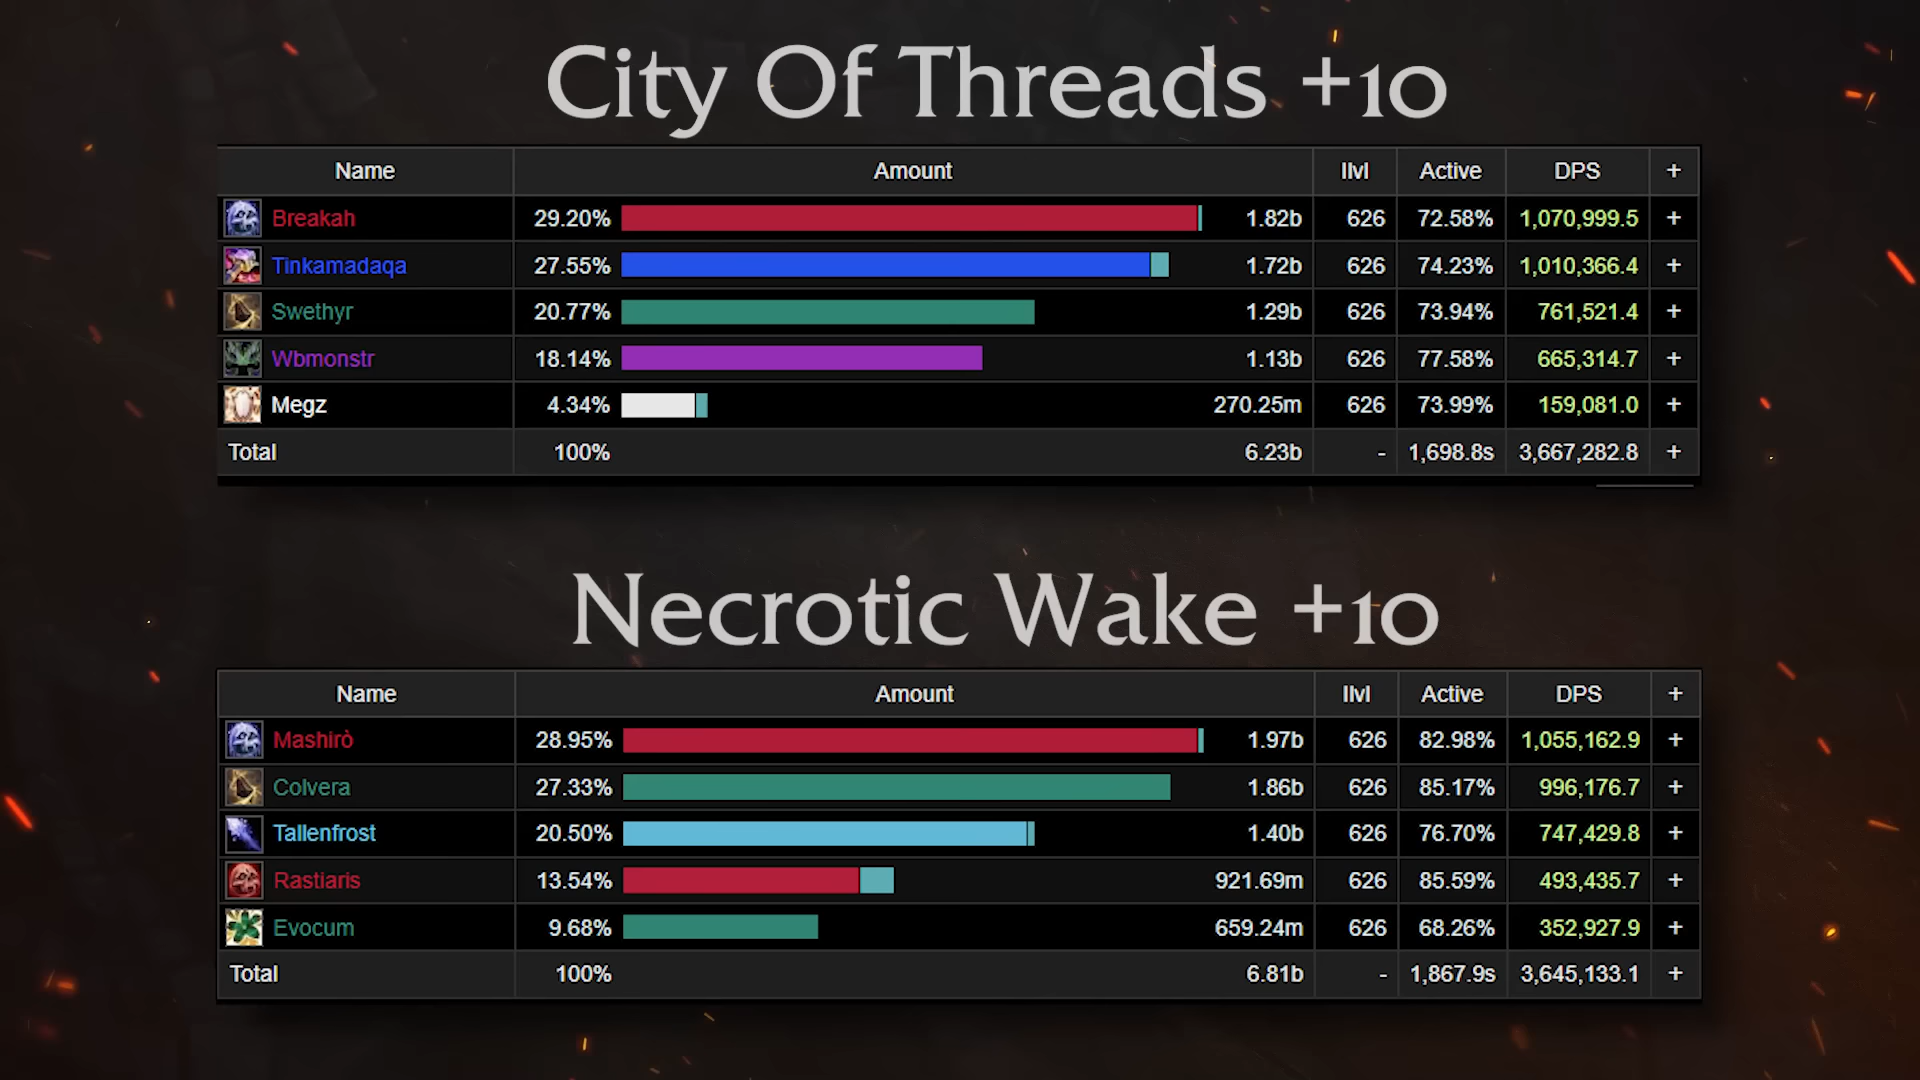 City Of Threads +10
Name Amount Ilvl Active DPS +
Breakah 29.20% 1.82b 626 72.58% 1,070,999.5 +
Tinkamadaqa 27.55% 1.72b 626 74.23% 1,010,366.4 +
Swethyr 20.77% 1.29b 626 73.94% 761,521.4 +
Wbmonstr 18.14% 1.13b 626 77.58% 665,314.7 +
Megz 4.34% 270.25m 626 73.99% 159,081.0 +
Total 100% 6.23b - 1,698.8s 3,667,282.8 +
Necrotic Wake +10
Name Amount Ilvl Active DPS +
Mashirò 28.95% 1.97b 626 82.98% 1,055,162.9 +
Colvera 27.33% 1.86b 626 85.17% 996,176.7 +
Tallenfrost 20.50% 1.40b 626 76.70% 747,429.8 +
Rastiaris 13.54% 921.69m 626 85.59% 493,435.7 +
Evocum 9.68% 659.24m 626 68.26% 352,927.9 +
Total 100% 6.81b - 1,867.9s 3,645,133.1 +